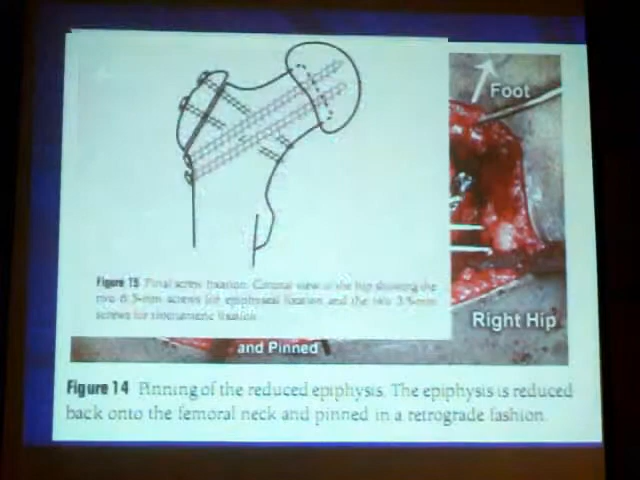 Foot
Figure 15 Final screw fixation. Coronal view of the hip showing the
two 6.5-mm screws for epiphyseal fixation and the two 3.5-mm
screws for trochanteric fixation.
Right Hip
and Pinned
Figure 14 Pinning of the reduced epiphysis. The epiphysis is reduced
back onto the femoral neck and pinned in a retrograde fashion.